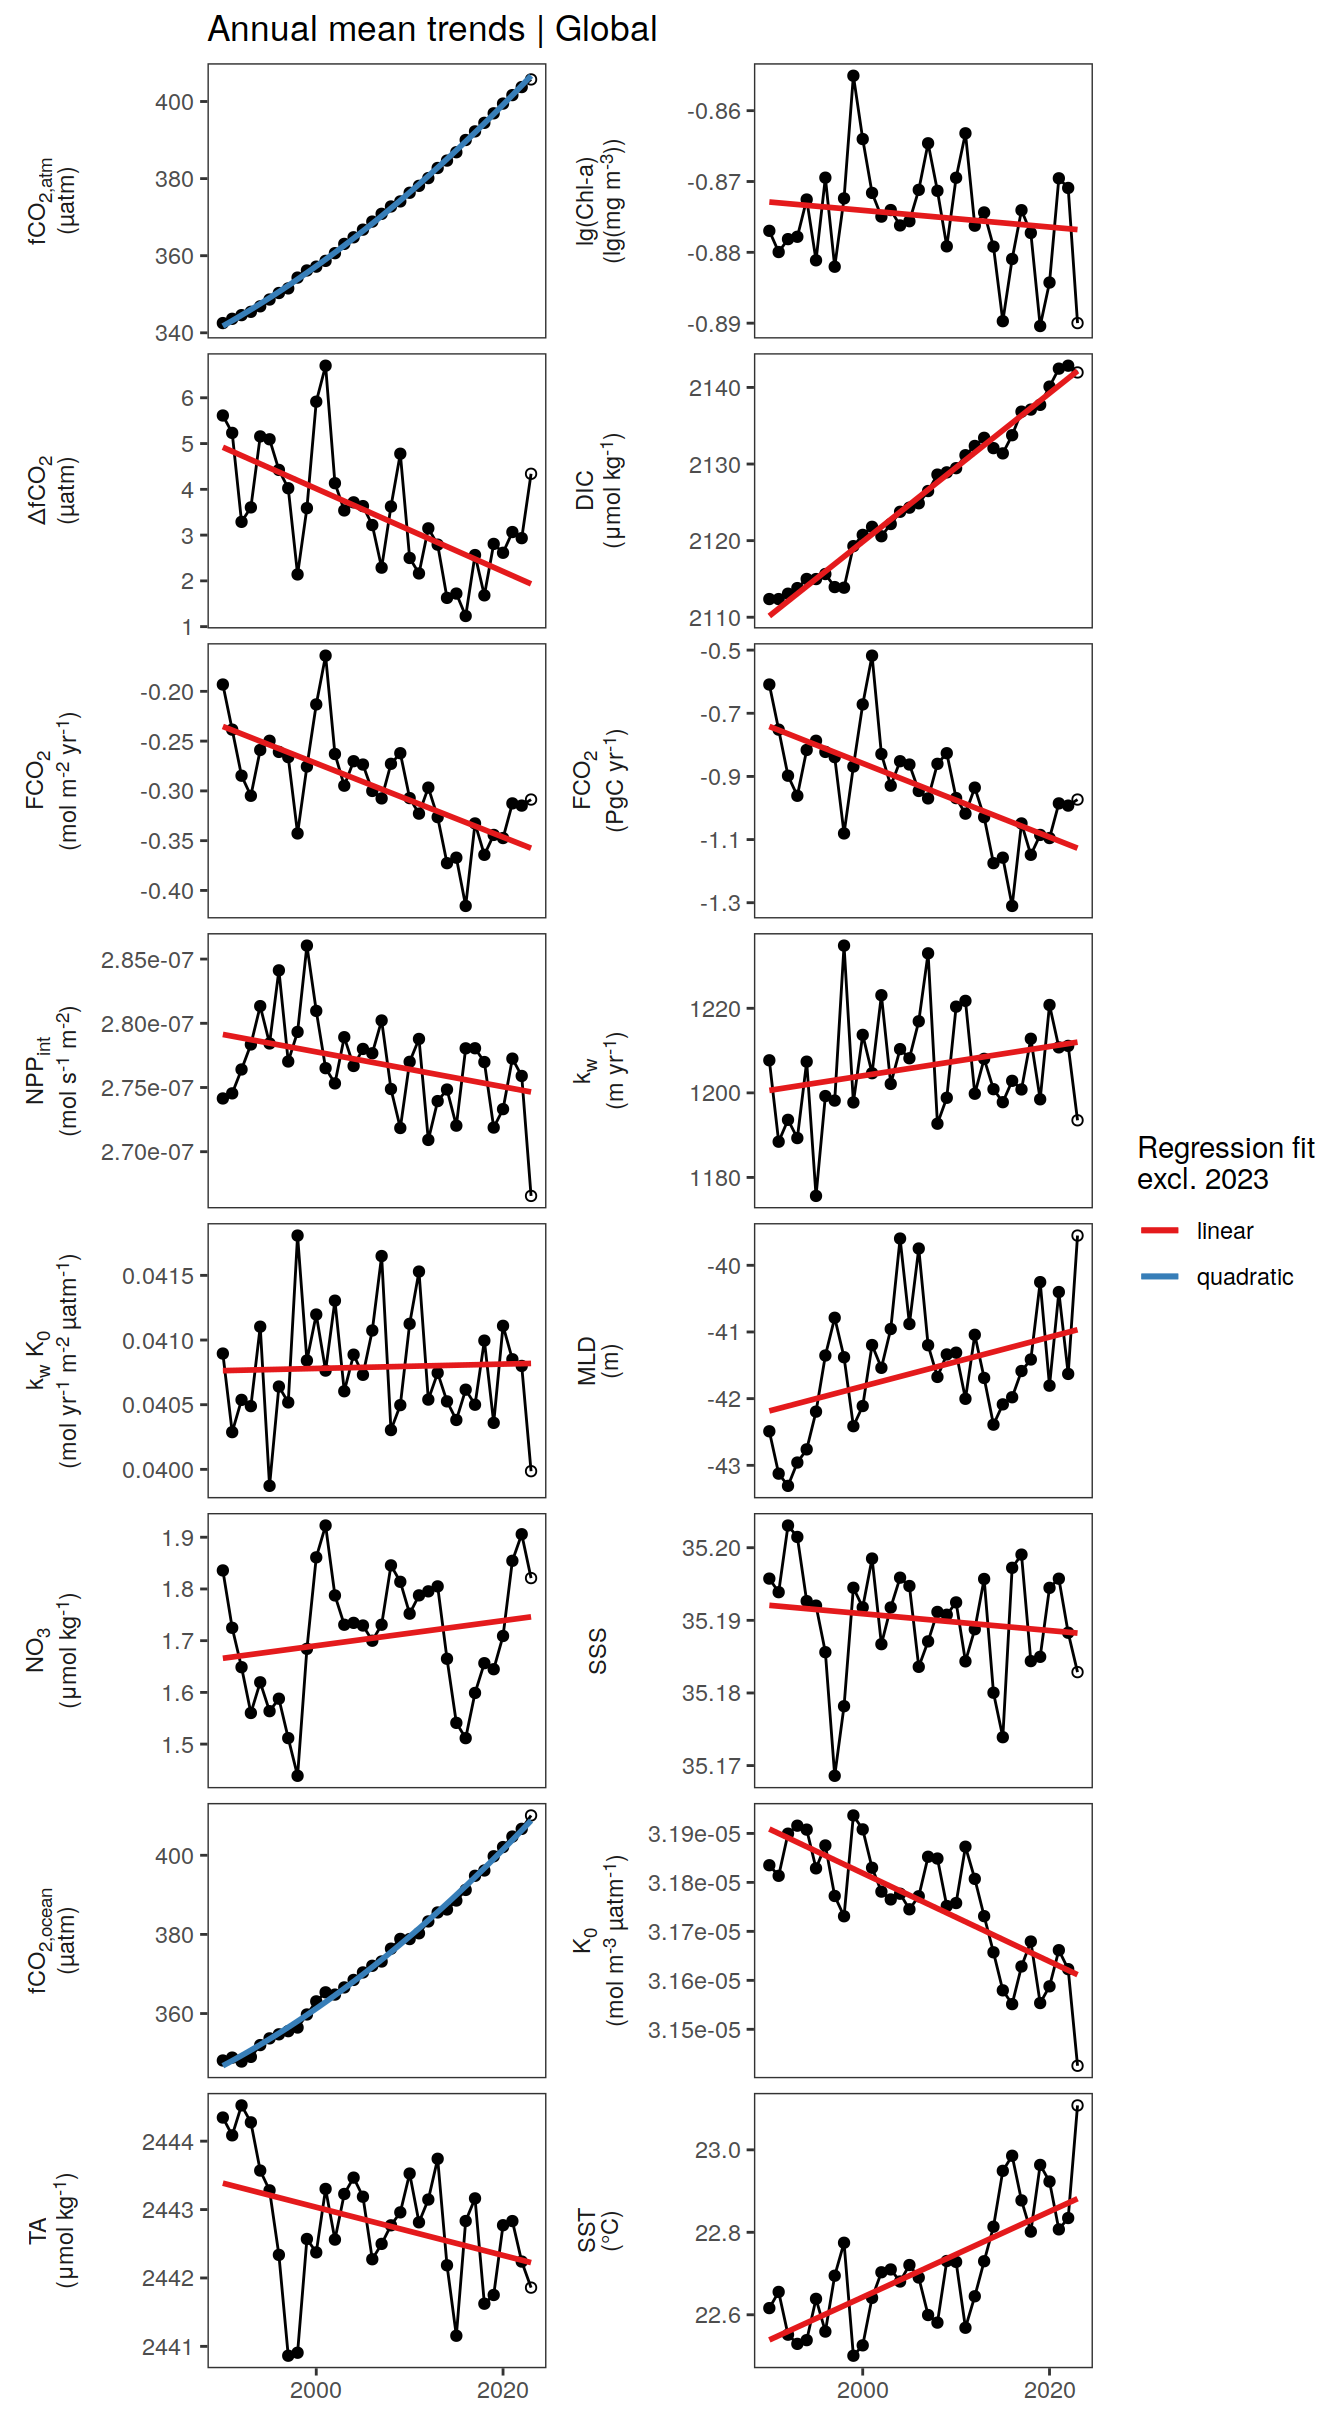 Annual mean trends | Global
fCO2,atm
(µatm)
400
380
360
340
lg(Chl-a)
(lg(mg m-3))
-0.86
-0.87
-0.88
-0.89
ΔfCO2
(µatm)
6
5
4
3
2
1
DIC
(µmol kg-1)
2140
2130
2120
2110
FCO2
(mol m-2 yr-1)
-0.20
-0.25
-0.30
-0.35
-0.40
FCO2
(PgC yr-1)
-0.5
-0.7
-0.9
-1.1
-1.3
NPPint
(mol s-1 m-2)
2.85e-07
2.80e-07
2.75e-07
2.70e-07
kw
(m yr-1)
1220
1200
1180
kw K0
(mol yr-1 m-2 µatm-1)
0.0415
0.0410
0.0405
0.0400
MLD
(m)
-40
-41
-42
-43
NO3
(µmol kg-1)
1.9
1.8
1.7
1.6
1.5
SSS
35.20
35.19
35.18
35.17
fCO2,ocean
(µatm)
400
380
360
K0
(mol m-3 µatm-1)
3.19e-05
3.18e-05
3.17e-05
3.16e-05
3.15e-05
TA
(µmol kg-1)
2444
2443
2442
2441
SST
(°C)
23.0
22.8
22.6
2000
2020
2000
2020
Regression fit
excl. 2023
linear
quadratic